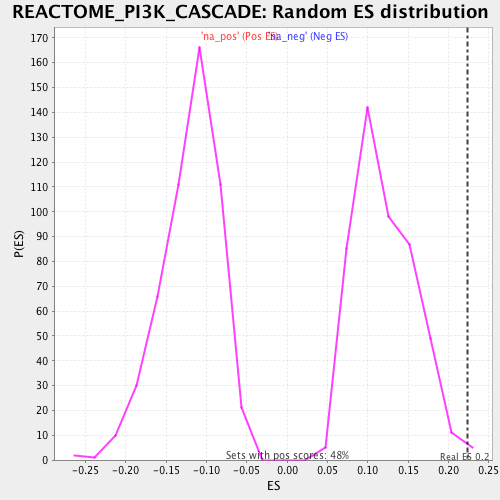 REACTOME_PI3K_CASCADE: Random ES distribution
'na_pos' (Pos ES) 'na_neg' (Neg ES)
170
160
150
140
130
120
110
100
90
80
70
60
50
40
30
20
10
0
P(ES)
Sets with pos scores: 48%
Real ES 0.2
-0.25 -0.20 -0.15 -0.10 -0.05 0.00 0.05 0.10 0.15 0.20 0.25
ES